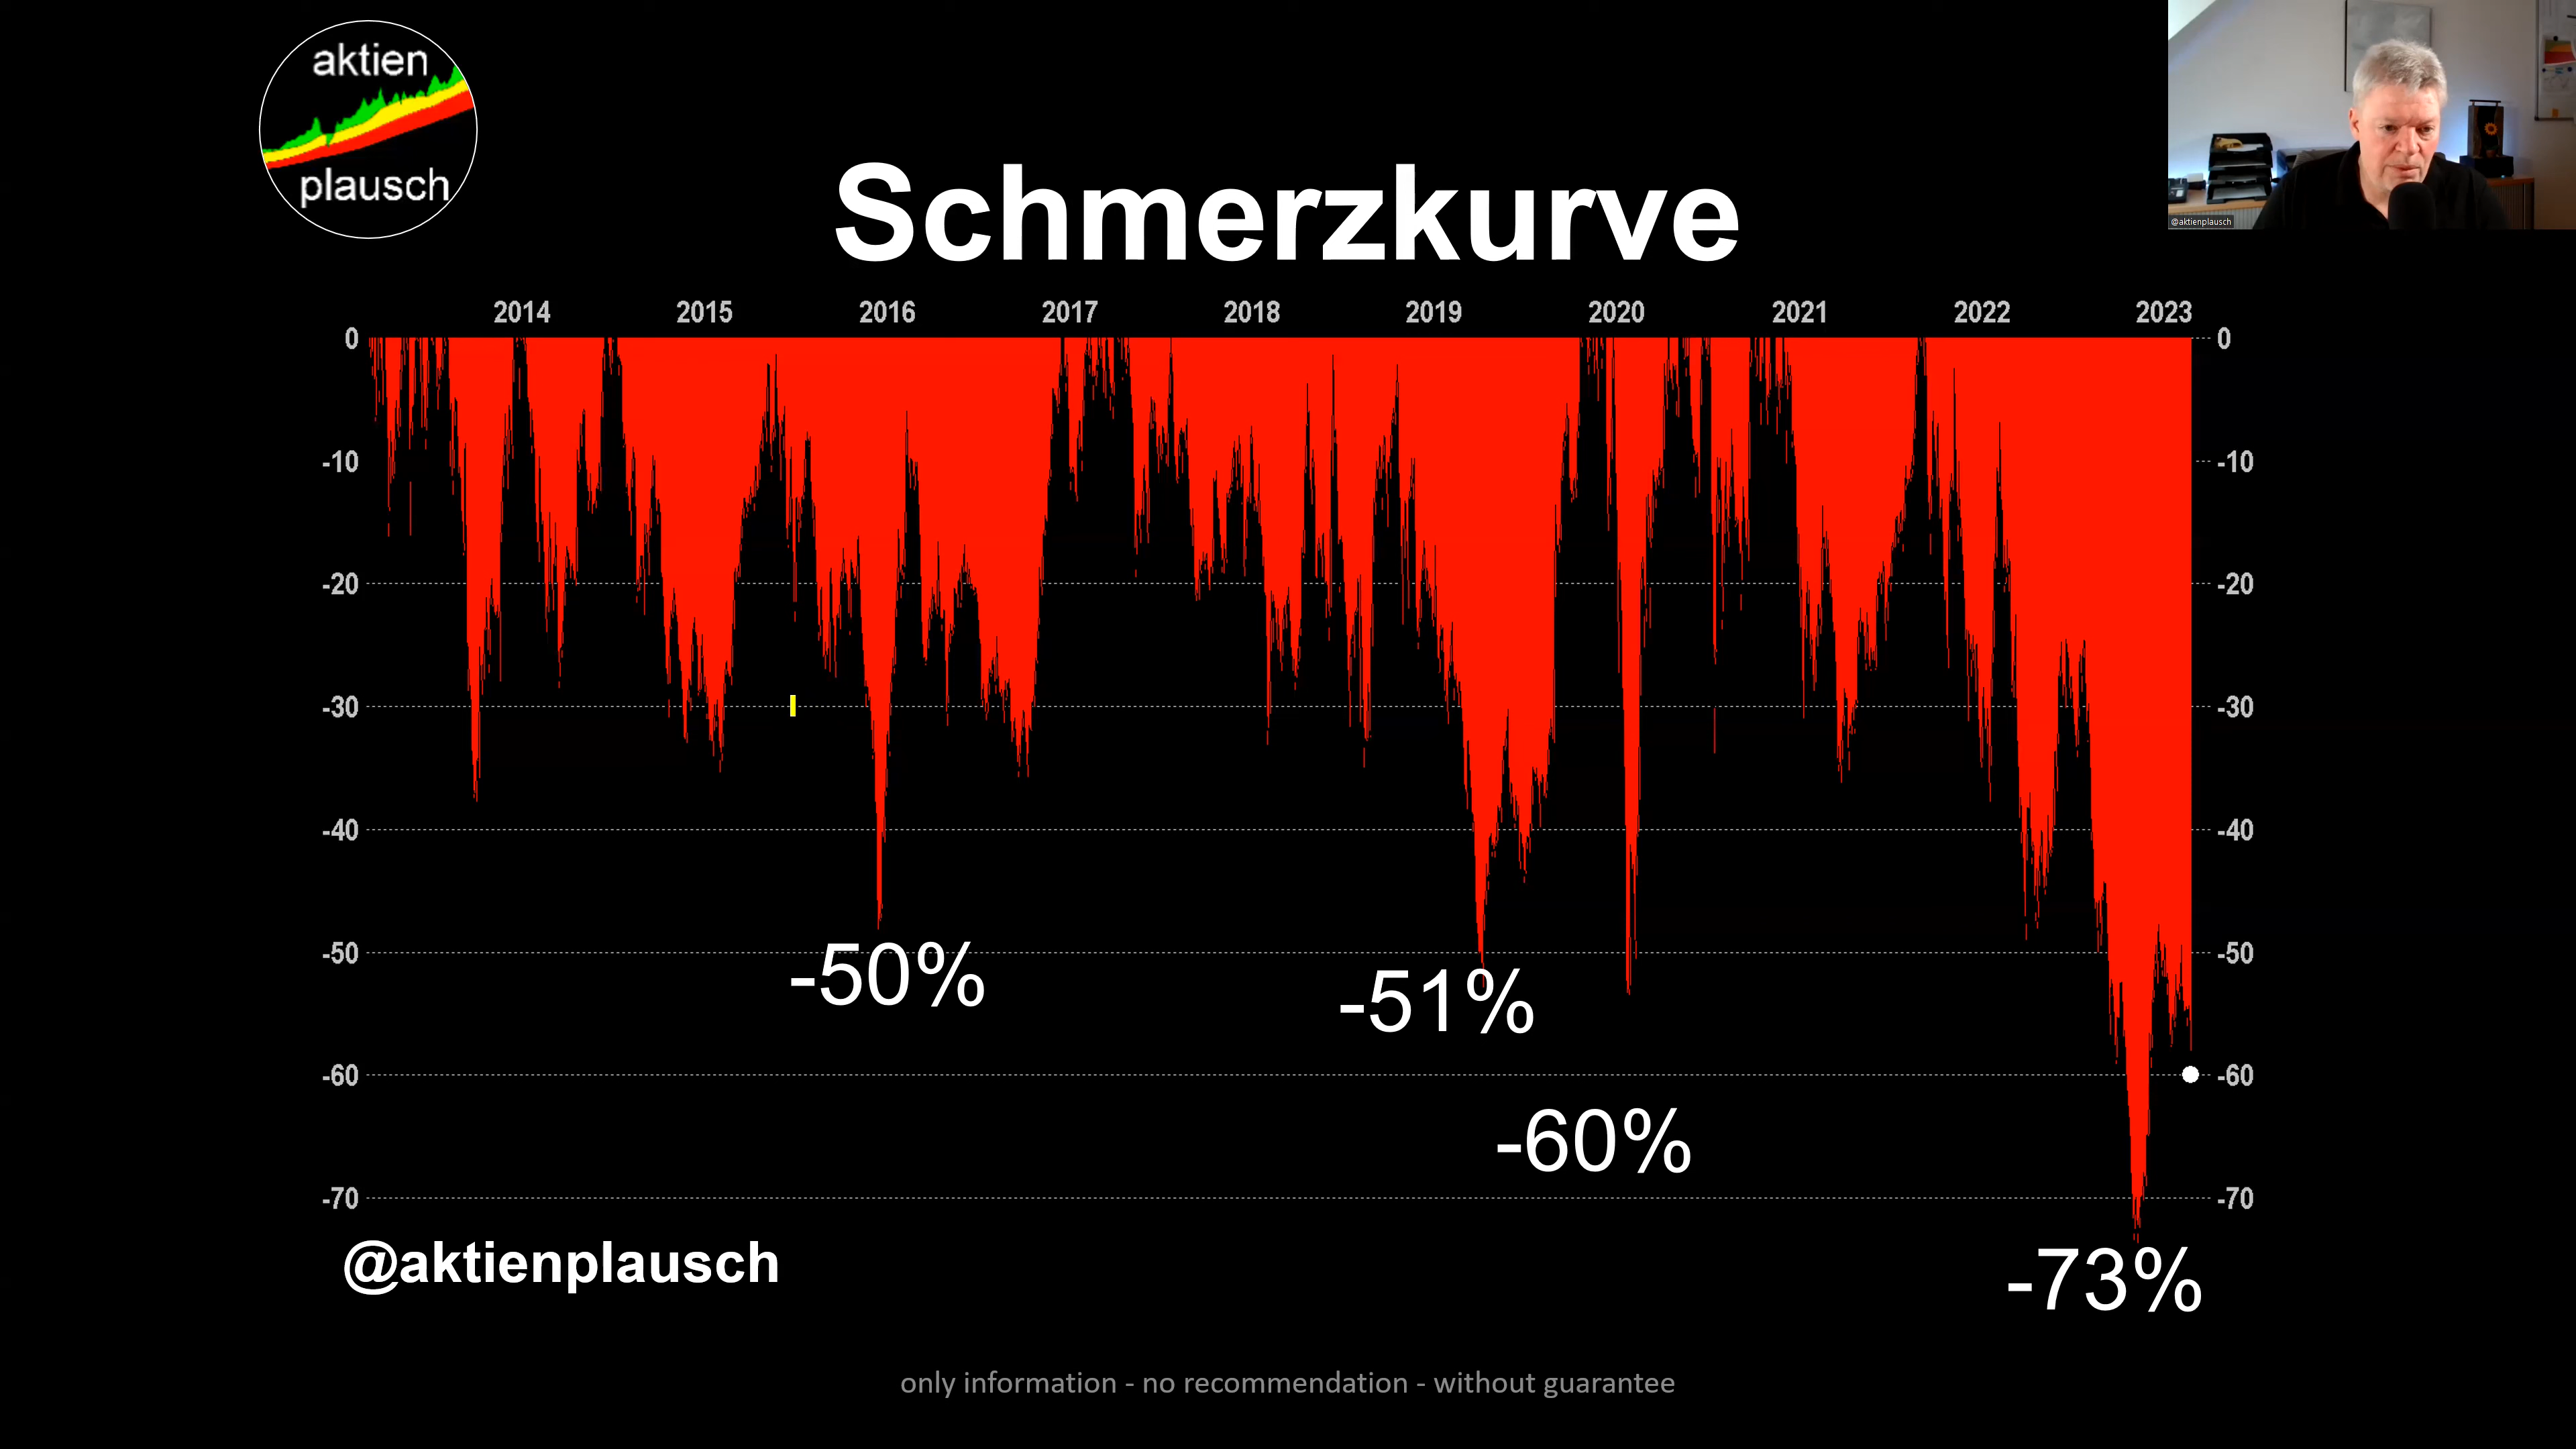 aktien
plausch
@aktienplausch
Schmerzkurve
2014 2015 2016 2017 2018 2019 2020 2021 2022 2023
0 0
-10 -10
-20 -20
-30 -30
-40 -40
-50 -50
-50%
-51%
-60 -60
-60%
-70 -70
@aktienplausch
-73%
only information - no recommendation - without guarantee